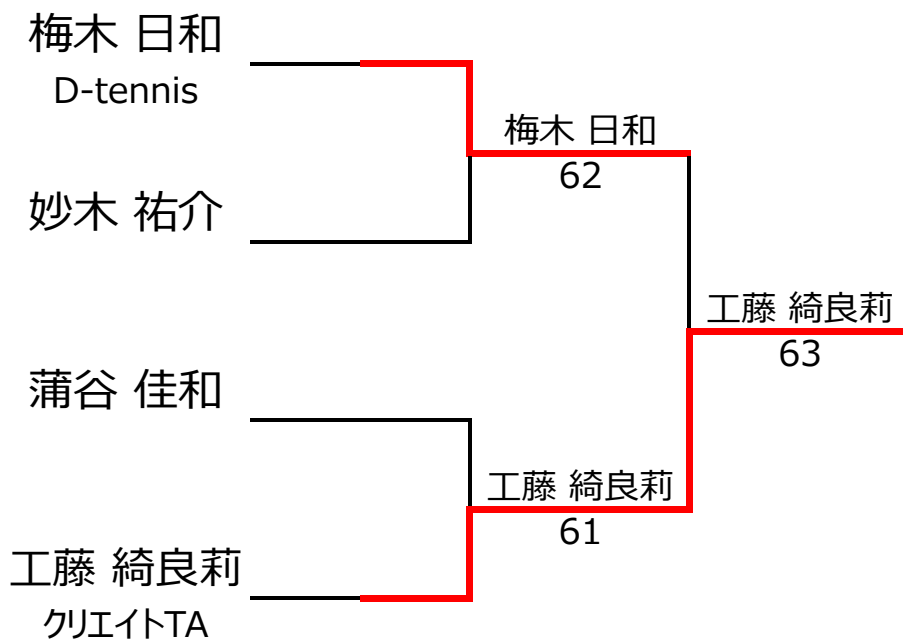 梅木 日和
D-tennis
梅木 日和
62
妙木 祐介
工藤 綺良莉
63
蒲谷 佳和
工藤 綺良莉
61
工藤 綺良莉
クリエイトTA